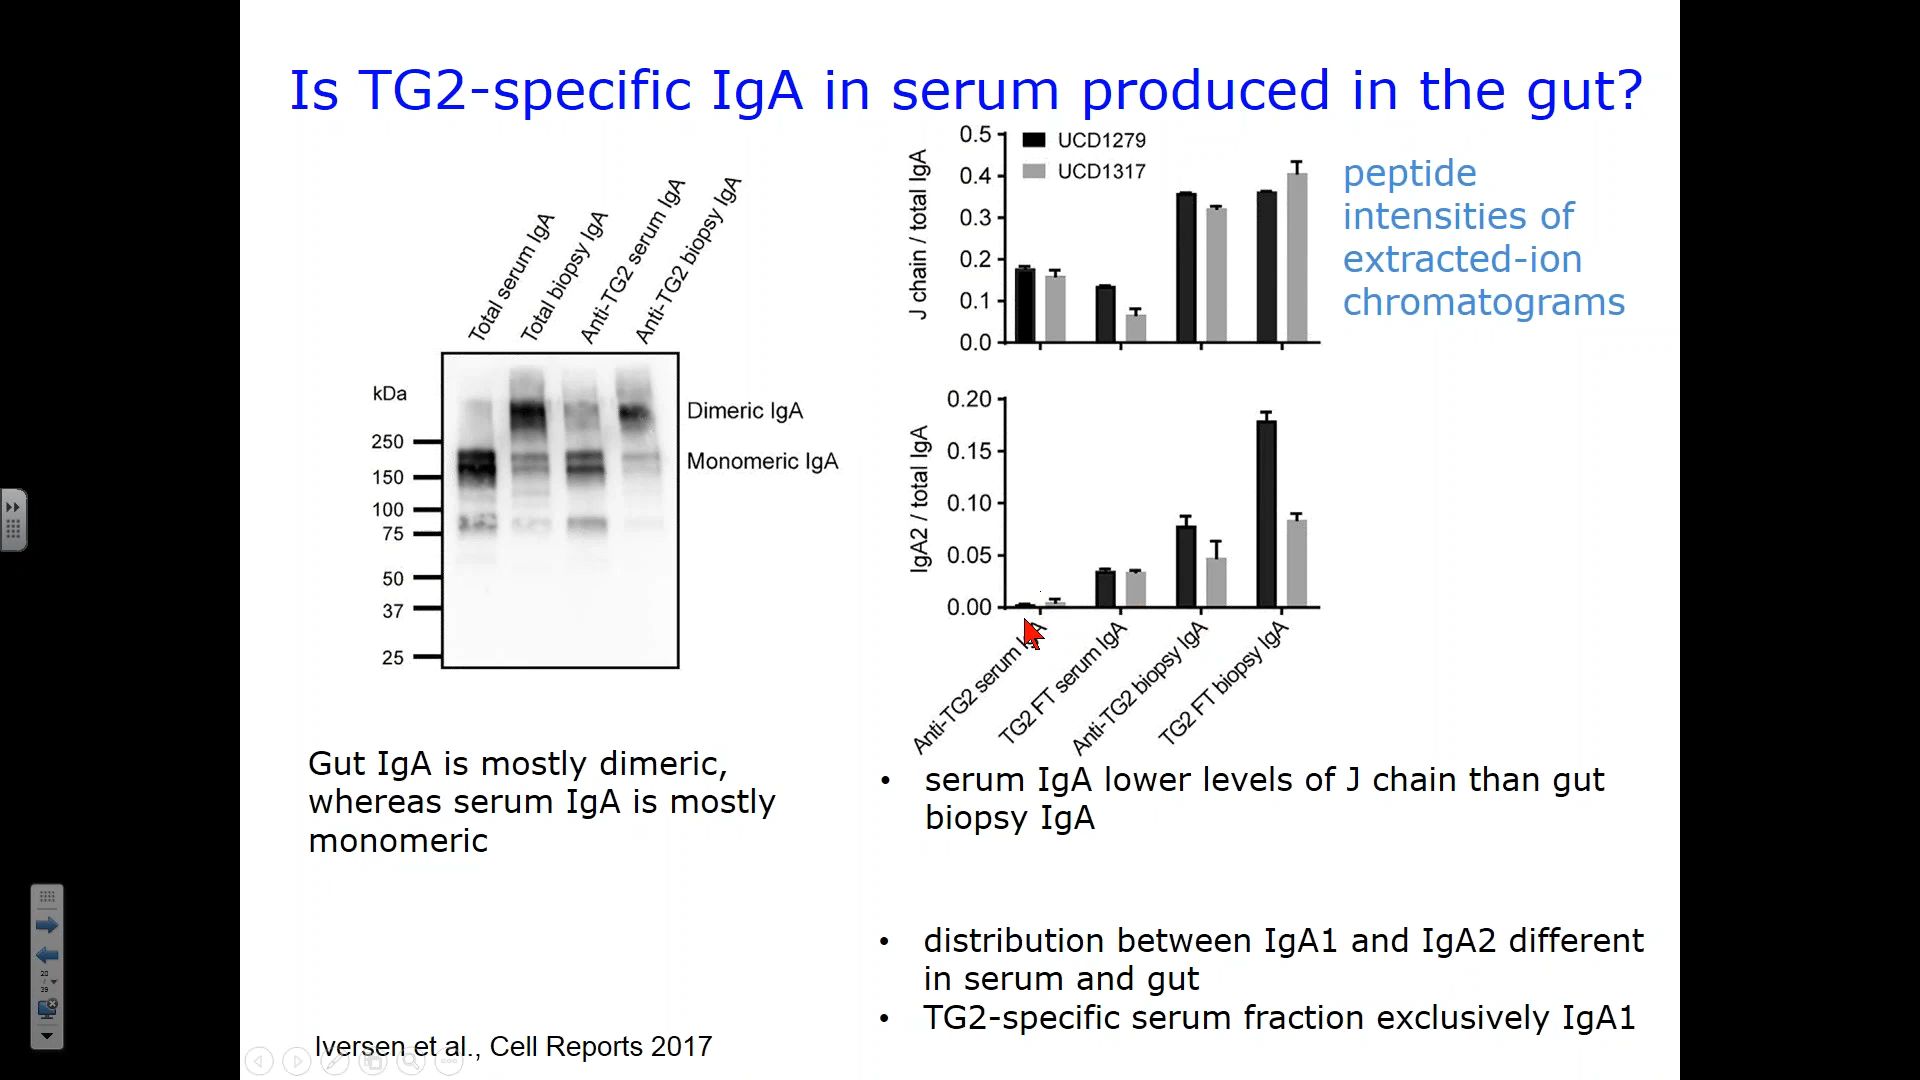 Is TG2-specific IgA in serum produced in the gut?
Total serum IgA
Total biopsy IgA
Anti-TG2 serum IgA
Anti-TG2 biopsy IgA
kDa
250
150
100
75
50
37
25
Dimeric IgA
Monomeric IgA
Gut IgA is mostly dimeric,
whereas serum IgA is mostly
monomeric
Iversen et al., Cell Reports 2017
J chain / total IgA
0.5
0.4
0.3
0.2
0.1
0.0
UCD1279
UCD1317
peptide
intensities of
extracted-ion
chromatograms
IgA2 / total IgA
0.20
0.15
0.10
0.05
0.00
Anti-TG2 serum IgA
TG2 FT serum IgA
Anti-TG2 biopsy IgA
TG2 FT biopsy IgA
• serum IgA lower levels of J chain than gut
biopsy IgA
• distribution between IgA1 and IgA2 different
in serum and gut
• TG2-specific serum fraction exclusively IgA1
20
/
39